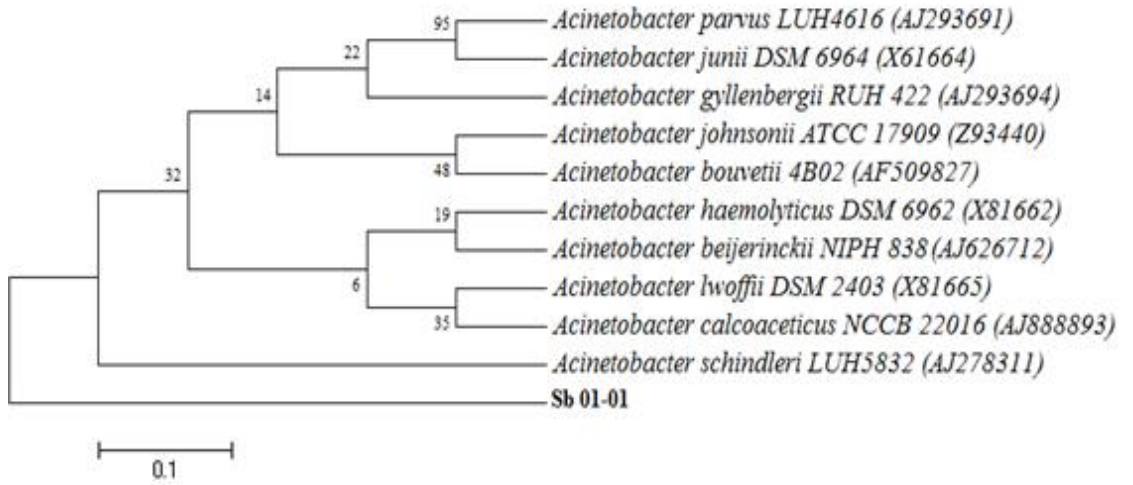 95
Acinetobacter parvus LUH4616 (AJ293691)
Acinetobacter junii DSM 6964 (X61664)
22
Acinetobacter gyllenbergii RUH 422 (AJ293694)
14
Acinetobacter johnsonii ATCC 17909 (Z93440)
48
Acinetobacter bouvetii 4B02 (AF509827)
32
19
Acinetobacter haemolyticus DSM 6962 (X81662)
Acinetobacter beijerinckii NIPH 838 (AJ626712)
6
Acinetobacter lwoffii DSM 2403 (X81665)
35
Acinetobacter calcoaceticus NCCB 22016 (AJ888893)
Acinetobacter schindleri LUH5832 (AJ278311)
Sb 01-01
0.1